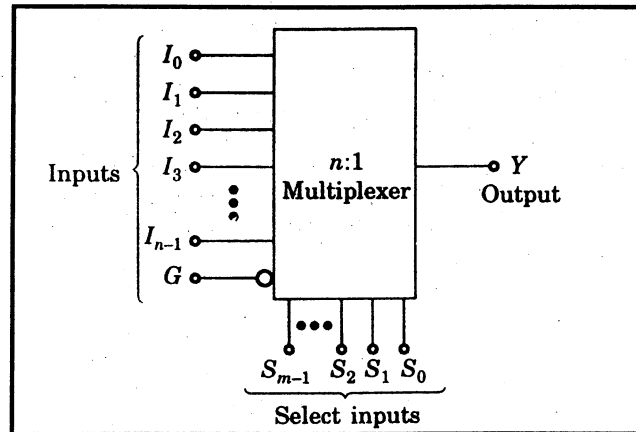 I₀
I₁
I₂
I₃
Inputs
Iₙ₋₁
G
n:1
Multiplexer
Y
Output
Sₘ₋₁ S₂ S₁ S₀
Select inputs